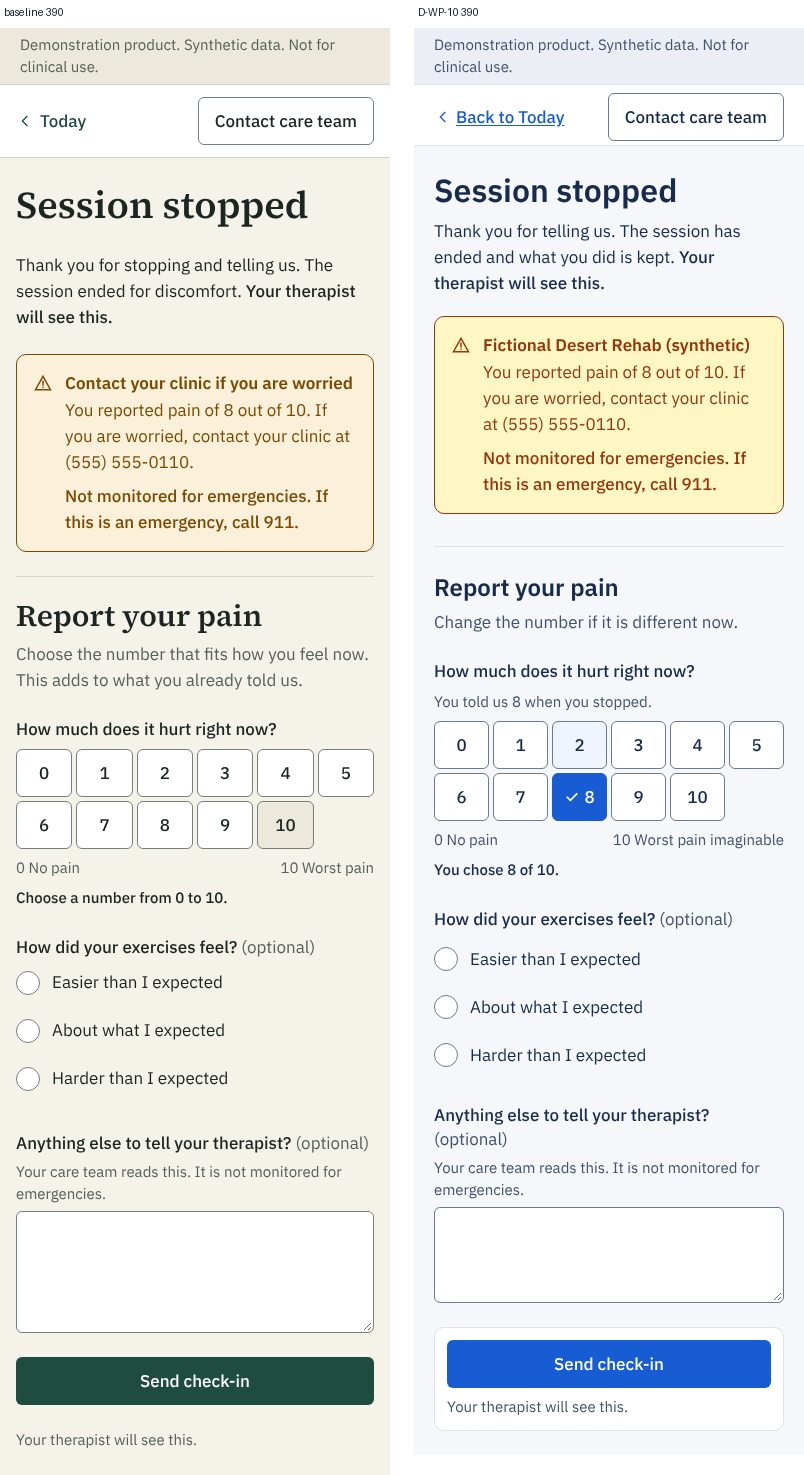 baseline 390
Demonstration product. Synthetic data. Not for
clinical use.
Today
Contact care team
Session stopped
Thank you for stopping and telling us. The
session ended for discomfort. Your therapist
will see this.
Contact your clinic if you are worried
You reported pain of 8 out of 10. If
you are worried, contact your clinic at
(555) 555-0110.
Not monitored for emergencies. If
this is an emergency, call 911.
Report your pain
Choose the number that fits how you feel now.
This adds to what you already told us.
How much does it hurt right now?
0 1 2 3 4 5
6 7 8 9 10
0 No pain 10 Worst pain
Choose a number from 0 to 10.
How did your exercises feel? (optional)
Easier than I expected
About what I expected
Harder than I expected
Anything else to tell your therapist? (optional)
Your care team reads this. It is not monitored for
emergencies.
Send check-in
Your therapist will see this.
D-WP-10 390
Demonstration product. Synthetic data. Not for
clinical use.
Back to Today
Contact care team
Session stopped
Thank you for telling us. The session has
ended and what you did is kept. Your
therapist will see this.
Fictional Desert Rehab (synthetic)
You reported pain of 8 out of 10. If
you are worried, contact your clinic
at (555) 555-0110.
Not monitored for emergencies. If
this is an emergency, call 911.
Report your pain
Change the number if it is different now.
How much does it hurt right now?
You told us 8 when you stopped.
0 1 2 3 4 5
6 7 8 9 10
0 No pain 10 Worst pain imaginable
You chose 8 of 10.
How did your exercises feel? (optional)
Easier than I expected
About what I expected
Harder than I expected
Anything else to tell your therapist?
(optional)
Your care team reads this. It is not monitored for
emergencies.
Send check-in
Your therapist will see this.